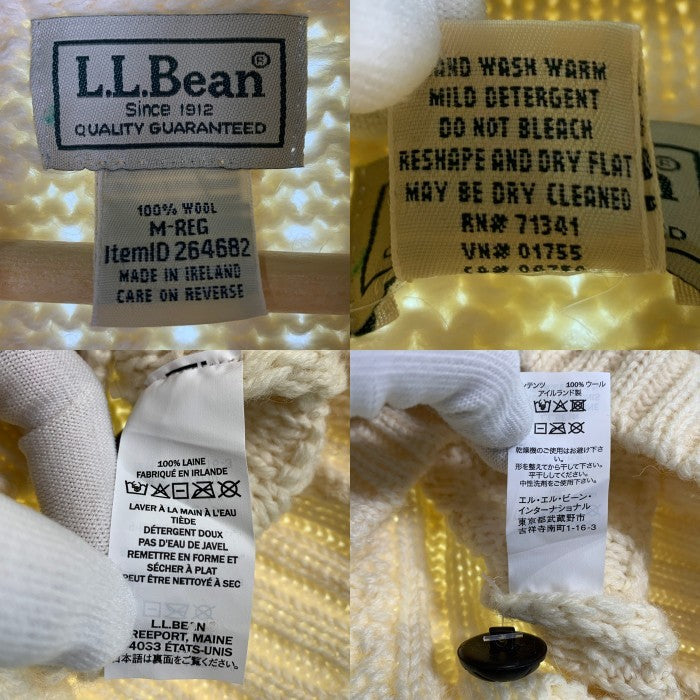 L.L.Bean®
Since 1912
QUALITY GUARANTEED
100% WOOL
M-REG
ItemID 264682
MADE IN IRELAND
CARE ON REVERSE
WASH WARM
MILD DETERGENT
DO NOT BLEACH
RESHAPE AND DRY FLAT
MAY BE DRY CLEANED
RN# 71341
VN# 01755
100% LAINE
FABRIQUÉ EN IRLANDE
LAVER À LA MAIN À L'EAU
TIÈDE
DÉTERGENT DOUX
PAS D'EAU DE JAVEL
REMETTRE EN FORME ET
SÉCHER À PLAT
PEUT ÊTRE NETTOYÉ À SEC
L.L.BEAN
FREEPORT, MAINE
04033 ÉTATS-UNIS
日本語は裏面をご覧ください。
ンテンツ 100% ウール
アイルランド製
乾燥機のご使用はお避け下さい。
形を整えてから干して下さい。
平干ししてください。
中性洗剤をご使用下さい。
エル・エル・ビーン・
インターナショナル
東京都武蔵野市
吉祥寺南町1-16-3